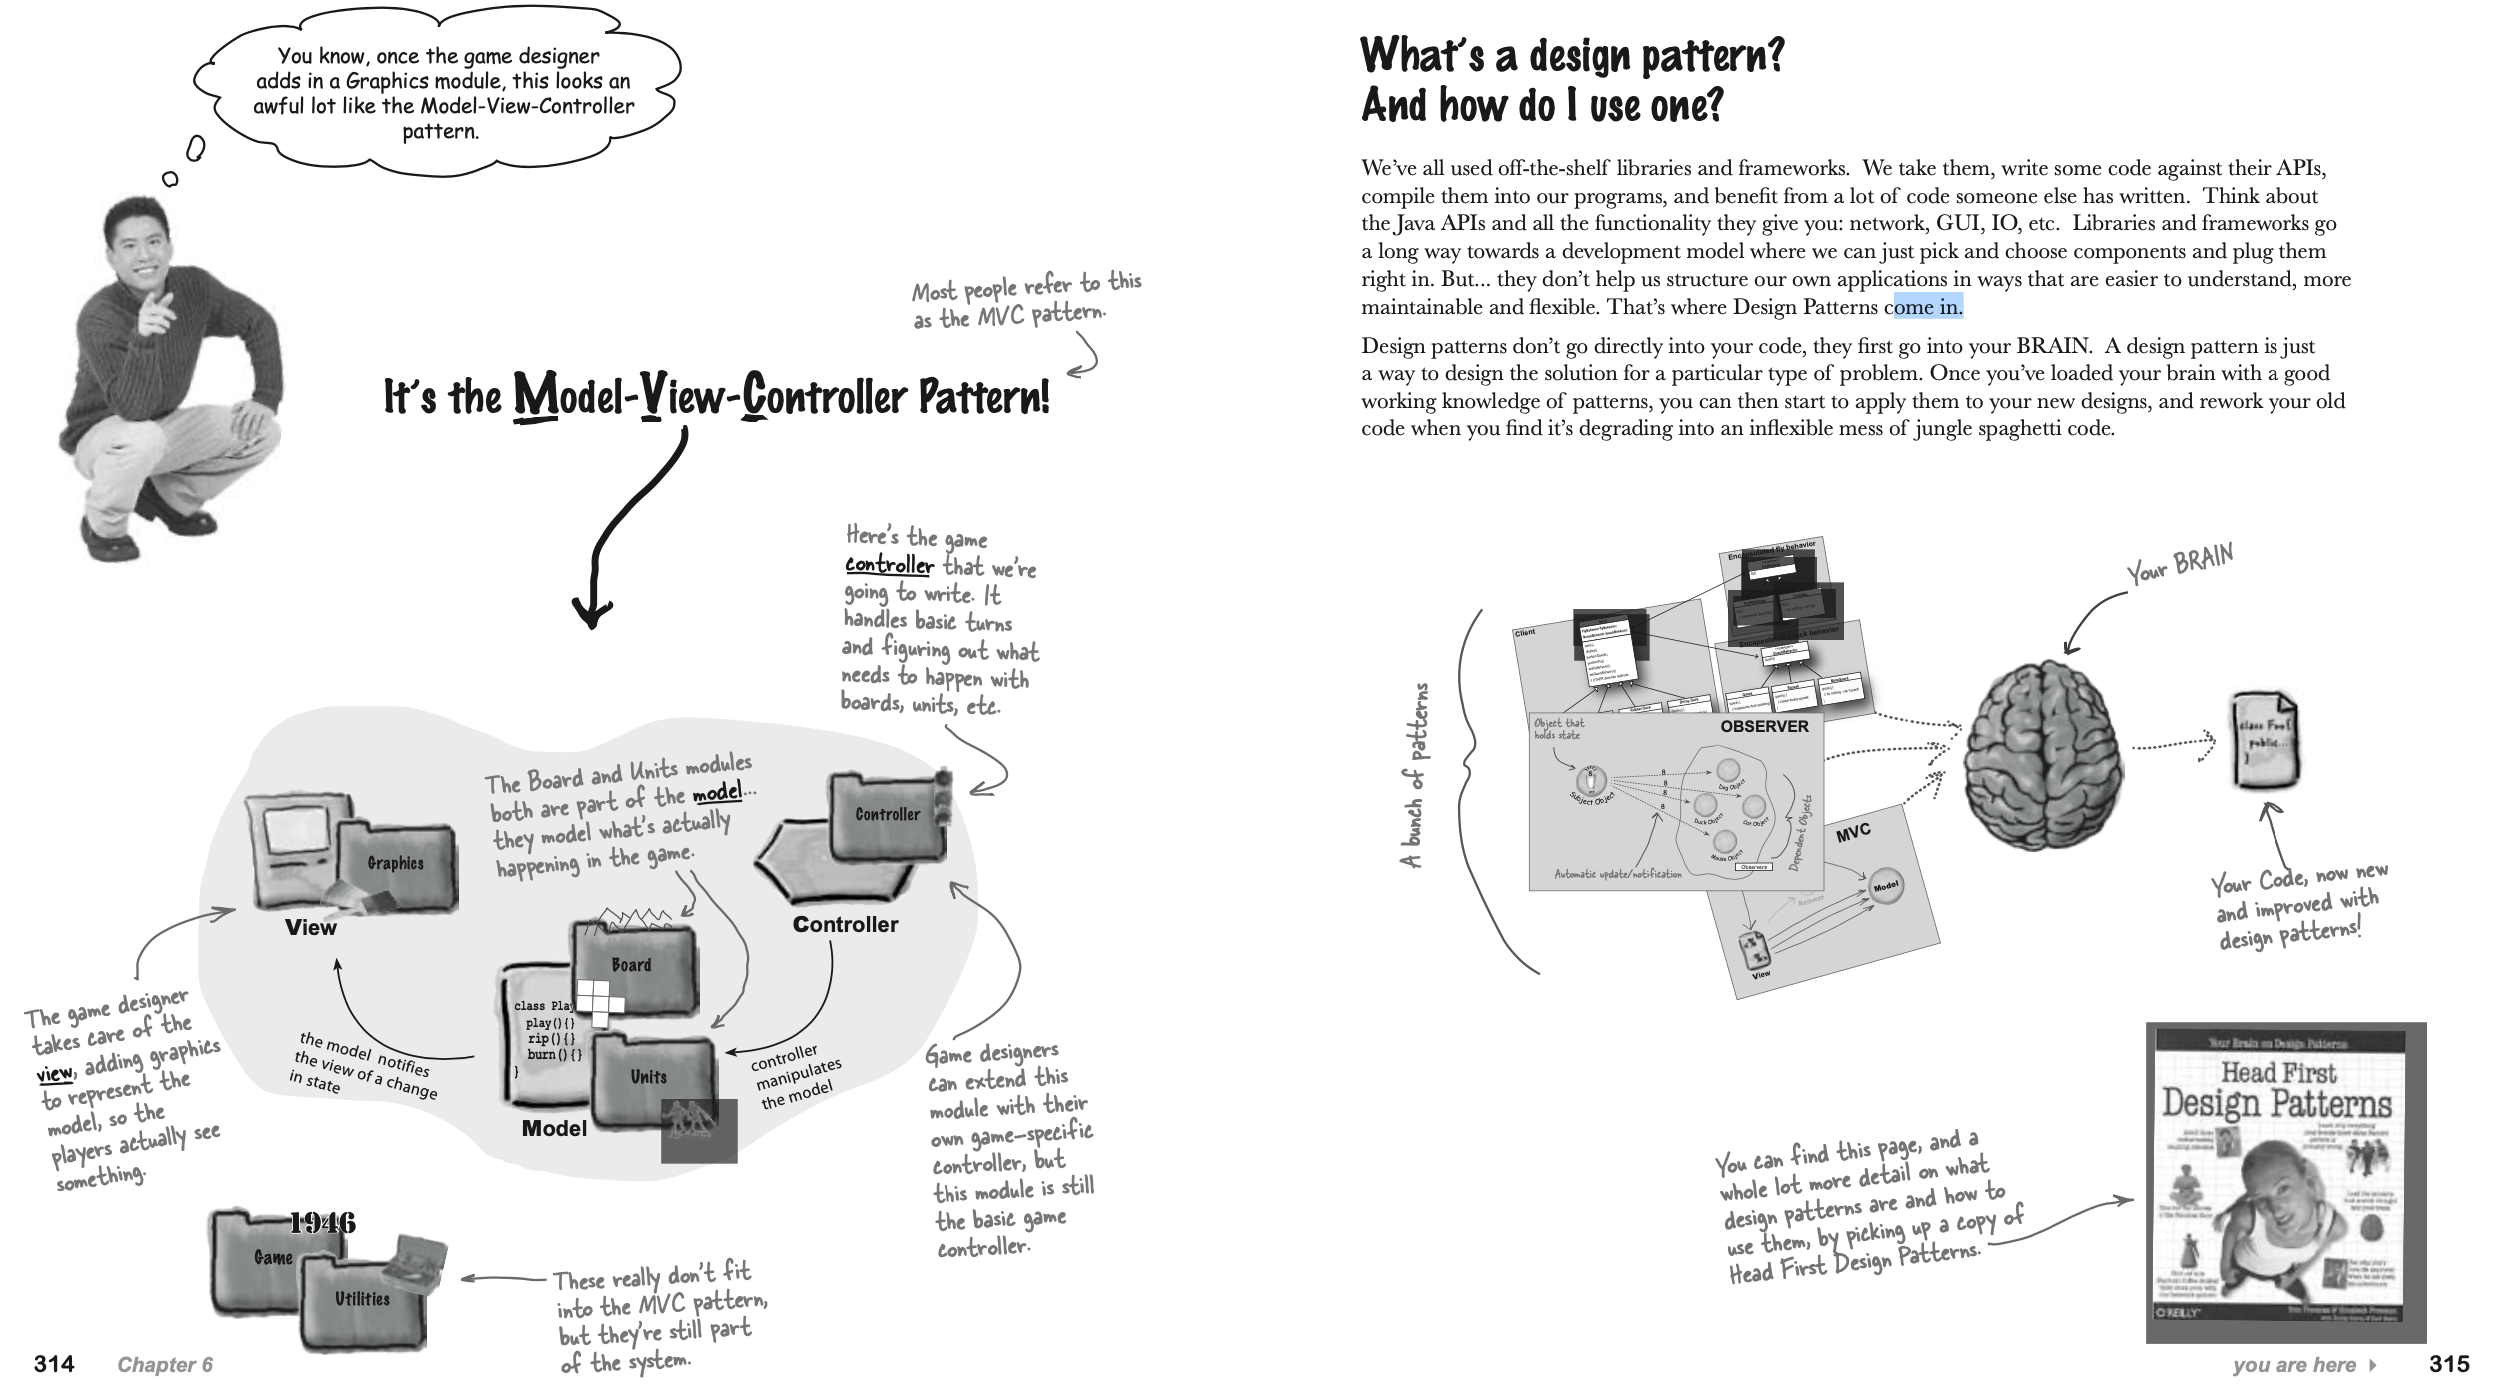 You know, once the game designer
adds in a Graphics module, this looks an
awful lot like the Model-View-Controller
pattern.
Most people refer to this
as the MVC pattern.
It's the Model-View-Controller Pattern!
Here's the game
controller that we're
going to write. It
handles basic turns
and figuring out what
needs to happen with
boards, units, etc.
The Board and Units modules
both are part of the model...
they model what's actually
happening in the game.
Controller
Graphics
View
Controller
Board
class Play
play(){}
rip(){}
burn(){}
}
Units
Model
the model notifies
the view of a change
in state
controller
manipulates
the model
The game designer
takes care of the
view, adding graphics
to represent the
model, so the
players actually see
something.
Game designers
can extend this
module with their
own game-specific
controller, but
this module is still
the basic game
controller.
1946
Game
Utilities
These really don't fit
into the MVC pattern,
but they're still part
of the system.
314 Chapter 6
What's a design pattern?
And how do I use one?
We've all used off-the-shelf libraries and frameworks. We take them, write some code against their APIs,
compile them into our programs, and benefit from a lot of code someone else has written. Think about
the Java APIs and all the functionality they give you: network, GUI, IO, etc. Libraries and frameworks go
a long way towards a development model where we can just pick and choose components and plug them
right in. But... they don't help us structure our own applications in ways that are easier to understand, more
maintainable and flexible. That's where Design Patterns come in.
Design patterns don't go directly into your code, they first go into your BRAIN. A design pattern is just
a way to design the solution for a particular type of problem. Once you've loaded your brain with a good
working knowledge of patterns, you can then start to apply them to your new designs, and rework your old
code when you find it's degrading into an inflexible mess of jungle spaghetti code.
A bunch of patterns
Encapsulated fly behavior
Client
Encapsulated quack behavior
OBSERVER
Object that
holds state
Subject Object
8
8
8
8
Dog Object
Duck Object
Cat Object
Mouse Object
Observers
Dependent Objects
Automatic update/notification
MVC
Model
View
Your BRAIN
class Foo{
public...
}
Your Code, now new
and improved with
design patterns!
You can find this page, and a
whole lot more detail on what
design patterns are and how to
use them, by picking up a copy of
Head First Design Patterns.
Your Brain on Design Patterns
Head First
Design Patterns
O'REILLY
you are here
315